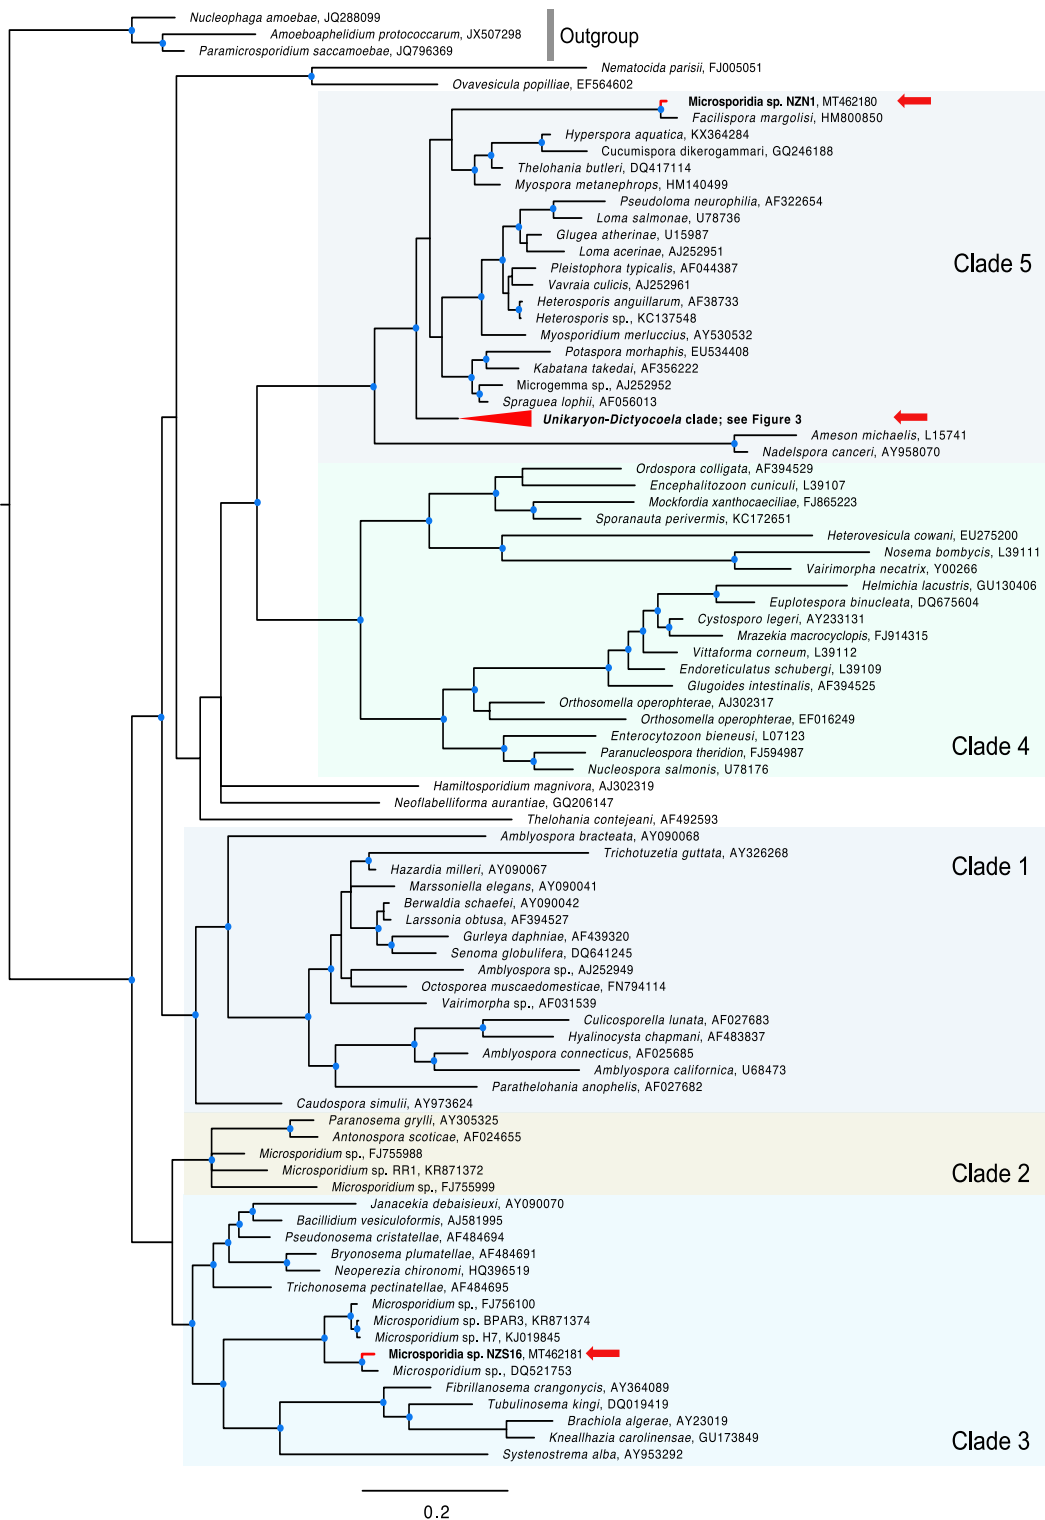 Nucleophaga amoebae, JQ288099
Amoeboaphelidium protococcarum, JX507298
Paramicrosporidium saccamoebae, JQ796369
Outgroup
Nematocida parisii, FJ005051
Ovavesicula popilliae, EF564602
Microsporidia sp. NZN1, MT462180
Facilispora margolisi, HM800850
Hyperspora aquatica, KX364284
Cucumispora dikerogammari, GQ246188
Thelohania butleri, DQ417114
Myospora metanephrops, HM140499
Pseudoloma neurophilia, AF322654
Loma salmonae, U78736
Glugea atherinae, U15987
Loma acerinae, AJ252951
Clade 5
Pleistophora typicalis, AF044387
Vavraia culicis, AJ252961
Heterosporis anguillarum, AF38733
Heterosporis sp., KC137548
Myosporidium merluccius, AY530532
Potaspora morhaphis, EU534408
Kabatana takedai, AF356222
Microgemma sp., AJ252952
Spraguea lophii, AF056013
Unikaryon-Dictyocoela clade; see Figure 3
Ameson michaelis, L15741
Nadelspora canceri, AY958070
Ordospora colligata, AF394529
Encephalitozoon cuniculi, L39107
Mockfordia xanthocaeciliae, FJ865223
Sporanauta perivermis, KC172651
Heterovesicula cowani, EU275200
Nosema bombycis, L39111
Vairimorpha necatrix, Y00266
Helmichia lacustris, GU130406
Euplotespora binucleata, DQ675604
Cystosporo legeri, AY233131
Mrazekia macrocyclopis, FJ914315
Vittaforma corneum, L39112
Endoreticulatus schubergi, L39109
Glugoides intestinalis, AF394525
Orthosomella operophterae, AJ302317
Orthosomella operophterae, EF016249
Enterocytozoon bieneusi, L07123
Clade 4
Paranucleospora theridion, FJ594987
Nucleospora salmonis, U78176
Hamiltosporidium magnivora, AJ302319
Neoflabelliforma aurantiae, GQ206147
Thelohania contejeani, AF492593
Amblyospora bracteata, AY090068
Trichotuzetia guttata, AY326268
Clade 1
Hazardia milleri, AY090067
Marssoniella elegans, AY090041
Berwaldia schaefei, AY090042
Larssonia obtusa, AF394527
Gurleya daphniae, AF439320
Senoma globulifera, DQ641245
Amblyospora sp., AJ252949
Octosporea muscaedomesticae, FN794114
Vairimorpha sp., AF031539
Culicosporella lunata, AF027683
Hyalinocysta chapmani, AF483837
Amblyospora connecticus, AF025685
Amblyospora californica, U68473
Parathelohania anophelis, AF027682
Caudospora simulii, AY973624
Paranosema grylli, AY305325
Antonospora scoticae, AF024655
Microsporidium sp., FJ755988
Microsporidium sp. RR1, KR871372
Clade 2
Microsporidium sp., FJ755999
Janacekia debaisieuxi, AY090070
Bacillidium vesiculoformis, AJ581995
Pseudonosema cristatellae, AF484694
Bryonosema plumatellae, AF484691
Neoperezia chironomi, HQ396519
Trichonosema pectinatellae, AF484695
Microsporidium sp., FJ756100
Microsporidium sp. BPAR3, KR871374
Microsporidium sp. H7, KJ019845
Microsporidia sp. NZS16, MT462181
Microsporidium sp., DQ521753
Fibrillanosema crangonycis, AY364089
Tubulinosema kingi, DQ019419
Brachiola algerae, AY23019
Kneallhazia carolinensae, GU173849
Clade 3
Systenostrema alba, AY953292
0.2